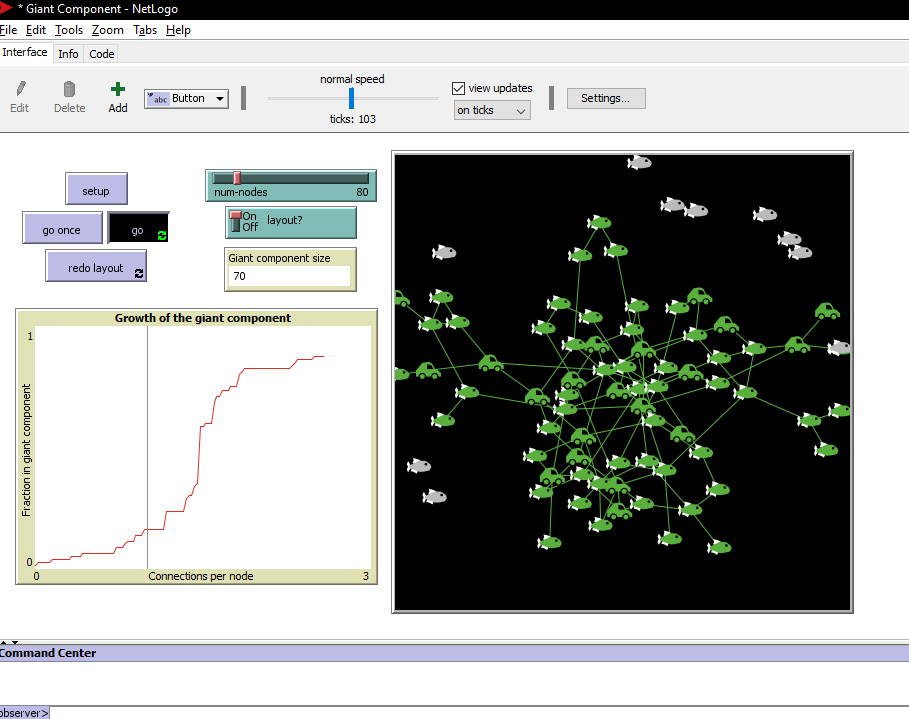 * Giant Component - NetLogo
File Edit Tools Zoom Tabs Help
Interface Info Code
Edit Delete Add abc Button
normal speed
ticks: 103
view updates
on ticks
Settings...
setup
go once
go
redo layout
num-nodes 80
On
Off
layout?
Giant component size
70
Growth of the giant component
1
Fraction in giant component
0
0 Connections per node 3
Command Center
observer>